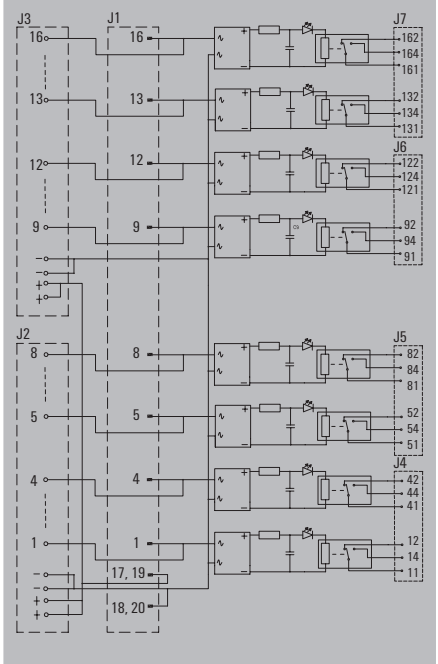 J3 J1 J7
16 16 + ∿ ∿ − 162
164
161
13 13 + ∿ ∿ − 132
134
131
J6
12 12 + ∿ ∿ − 122
124
121
9 9 + ∿ ∿ − C5 92
94
91
−
−
+
+
J2 J5
8 8 + ∿ ∿ − 82
84
81
5 5 + ∿ ∿ − 52
54
51
J4
4 4 + ∿ ∿ − 42
44
41
1 1 + ∿ ∿ − 12
14
11
− 17, 19
−
+ 18, 20
+